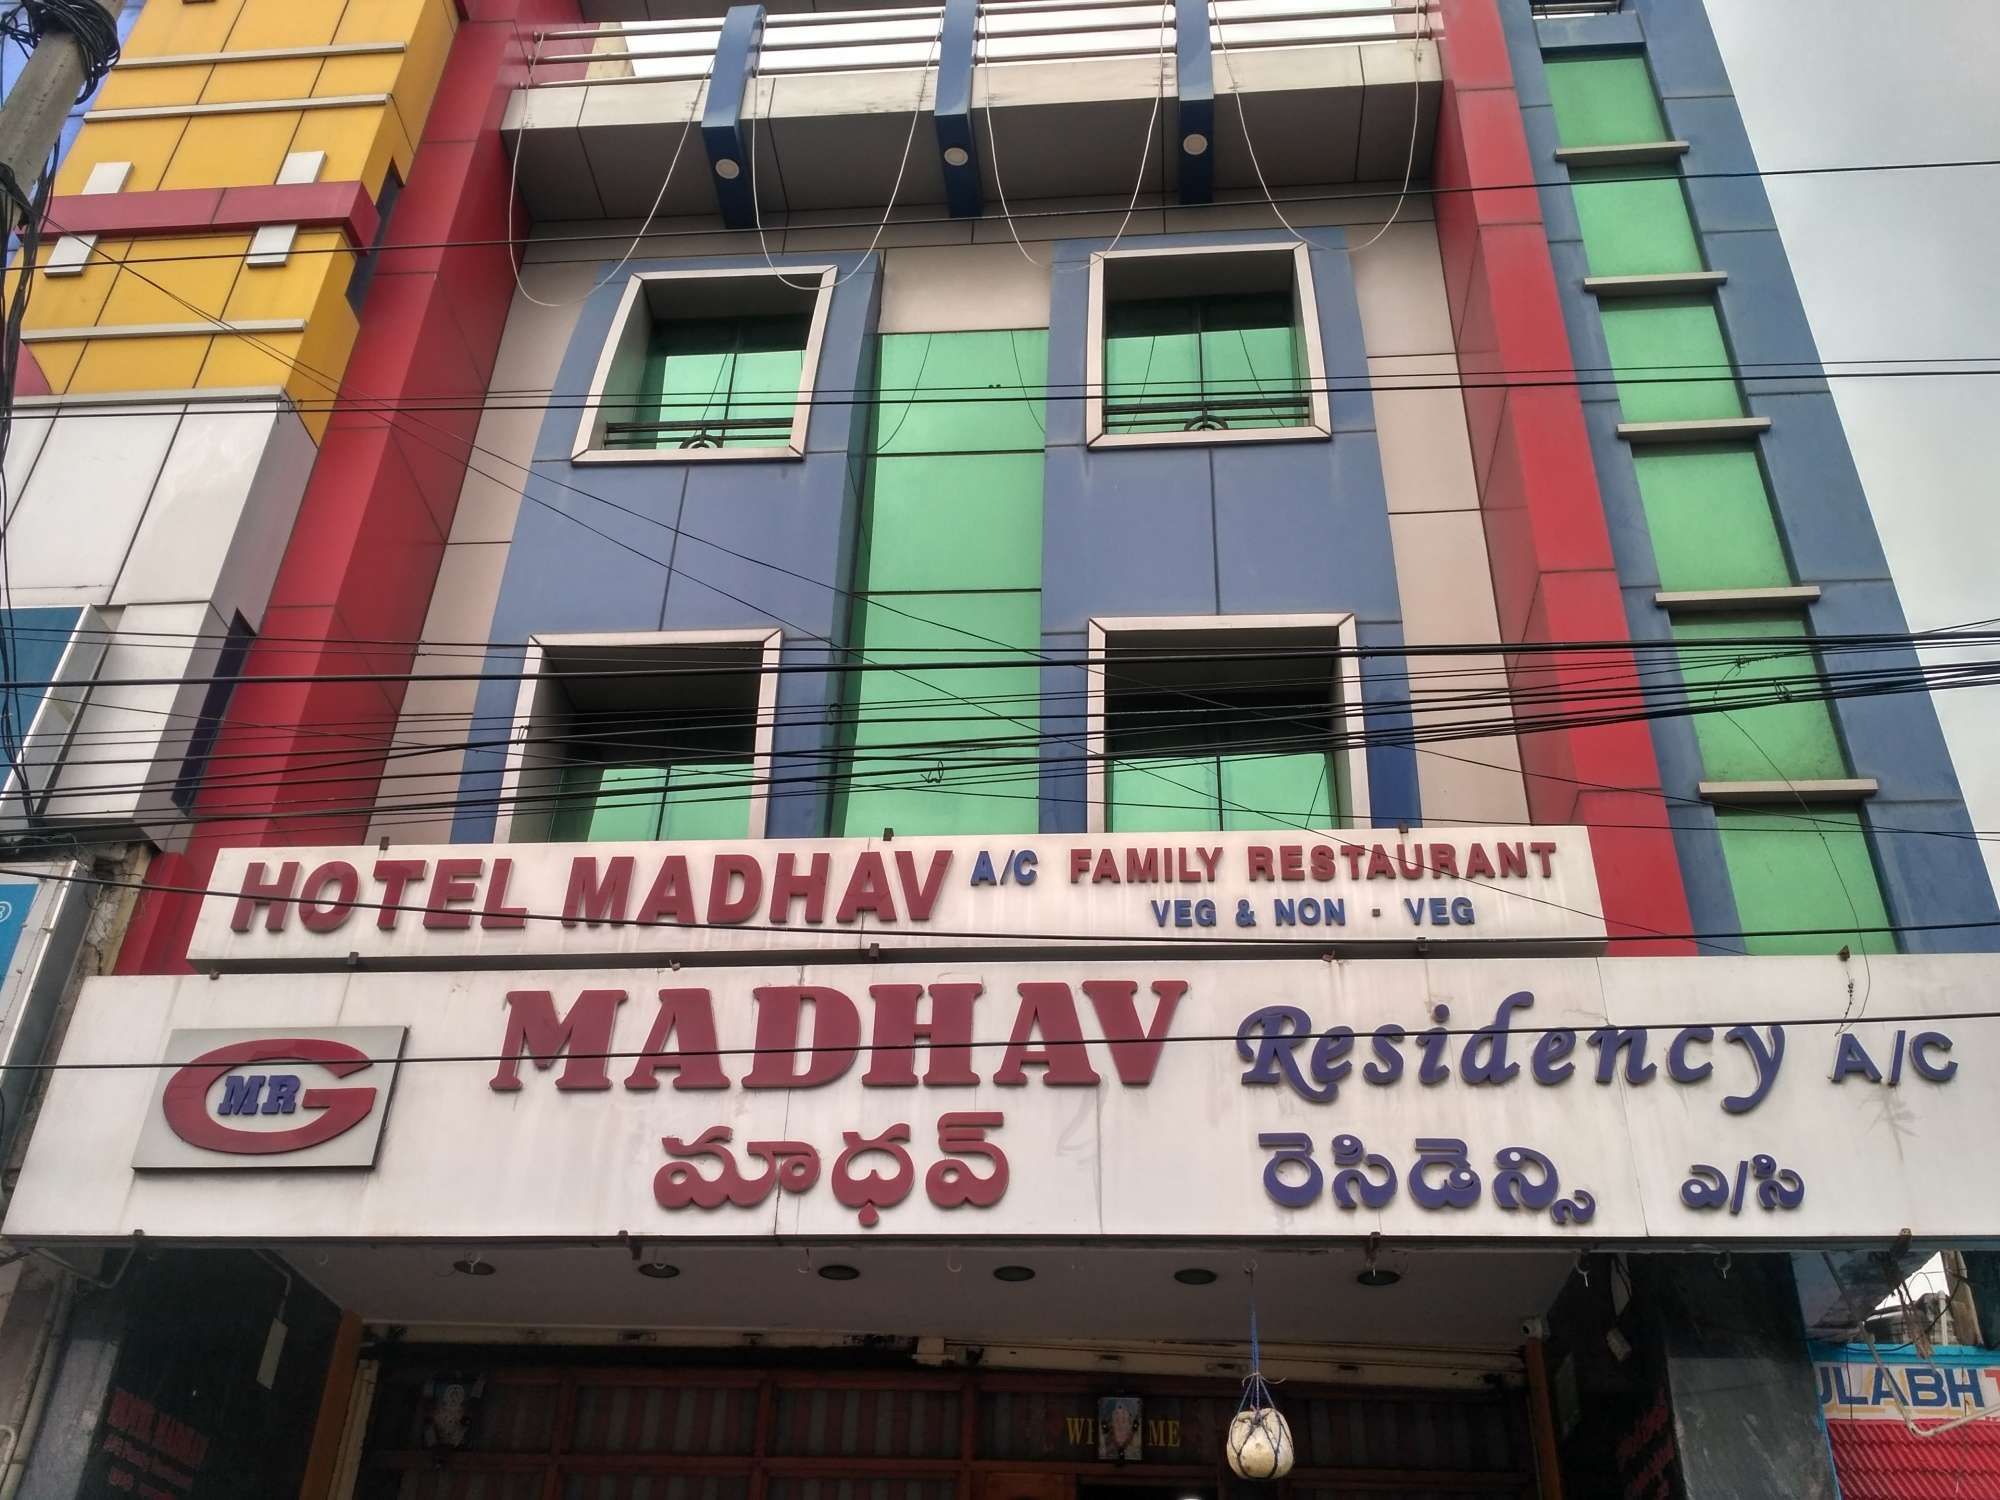 HOTEL MADHAV A/C FAMILY RESTAURANT
VEG & NON - VEG
MRG MADHAV Residency A/C
మాధవ్ రెసిడెన్సి ఎ/సి